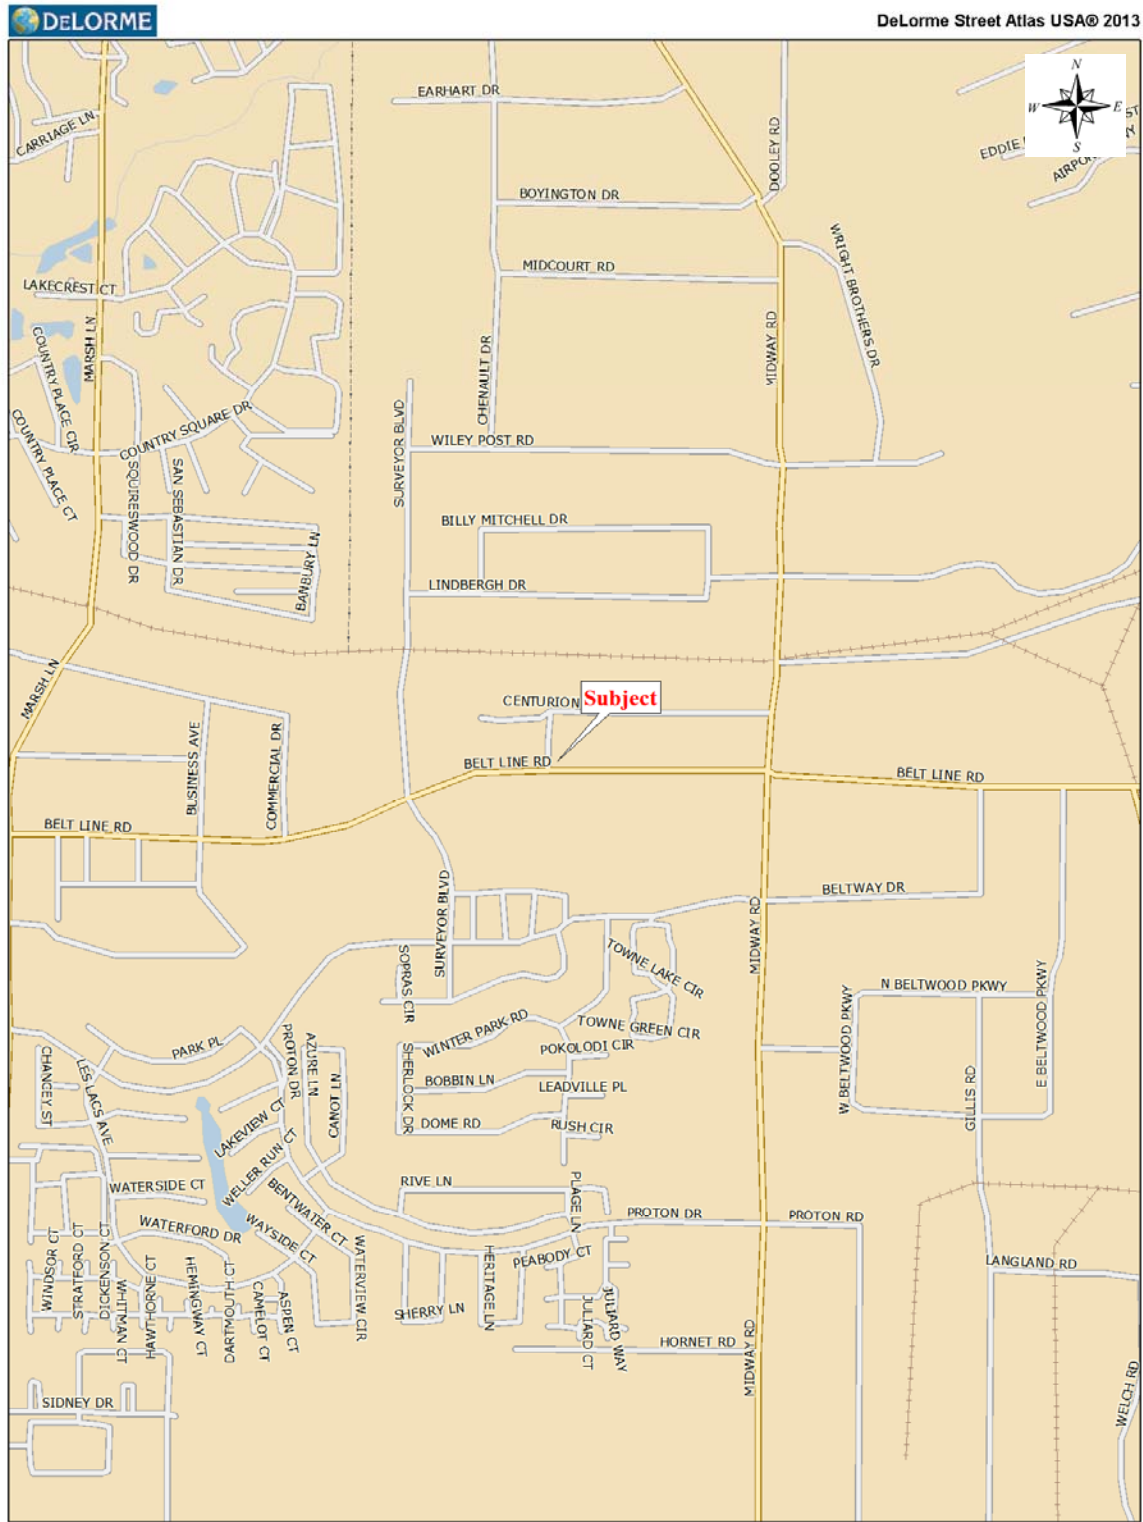 DELORME
DeLorme Street Atlas USA® 2013
N
W
E
S
EARHART DR
CARRIAGE LN
DOOLEY RD
EDDIE
ST
AIRPO
BOYINGTON DR
WRIGHT BROTHERS DR
MIDCOURT RD
LAKECREST CT
MARSH LN
COUNTRY PLACE CIR
MIDWAY RD
CHENAULT DR
COUNTRY SQUARE DR
COUNTRY PLACE CT
SURVEYOR BLVD
WILEY POST RD
SQUIRESWOOD DR
SAN SEBASTIAN DR
BILLY MITCHELL DR
BANBURY LN
LINDBERGH DR
MARSH LN
CENTURION
Subject
BUSINESS AVE
COMMERCIAL DR
BELT LINE RD
BELT LINE RD
BELT LINE RD
SURVEYOR BLVD
BELTWAY DR
MIDWAY RD
SOPRAS CIR
TOWNE LAKE CIR
N BELTWOOD PKWY
W BELTWOOD PKWY
E BELTWOOD PKWY
WINTER PARK RD
TOWNE GREEN CIR
PARK PL
PROTON DR
AZURE LN
CANOT LN
SHERLOCK DR
POKOLODI CIR
CHANCEY ST
LES LACS AVE
BOBBIN LN
LEADVILLE PL
GILLIS RD
LAKEVIEW CT
DOME RD
RUSH CIR
WELLER RUN CT
WATERSIDE CT
RIVE LN
PLAGE LN
BENTWATER CT
WATERFORD DR
WAYSIDE CT
PROTON DR
PROTON RD
WINDSOR CT
STRATFORD CT
DICKENSON CT
WHITMAN CT
HAWTHORNE CT
HEMINGWAY CT
DARTMOUTH CT
CAMELOT CT
ASPEN CT
WATERVIEW CIR
HERITAGE LN
PEABODY CT
LANGLAND RD
SHERRY LN
JULIARD CT
JULIARD WAY
HORNET RD
MIDWAY RD
SIDNEY DR
WELCH RD